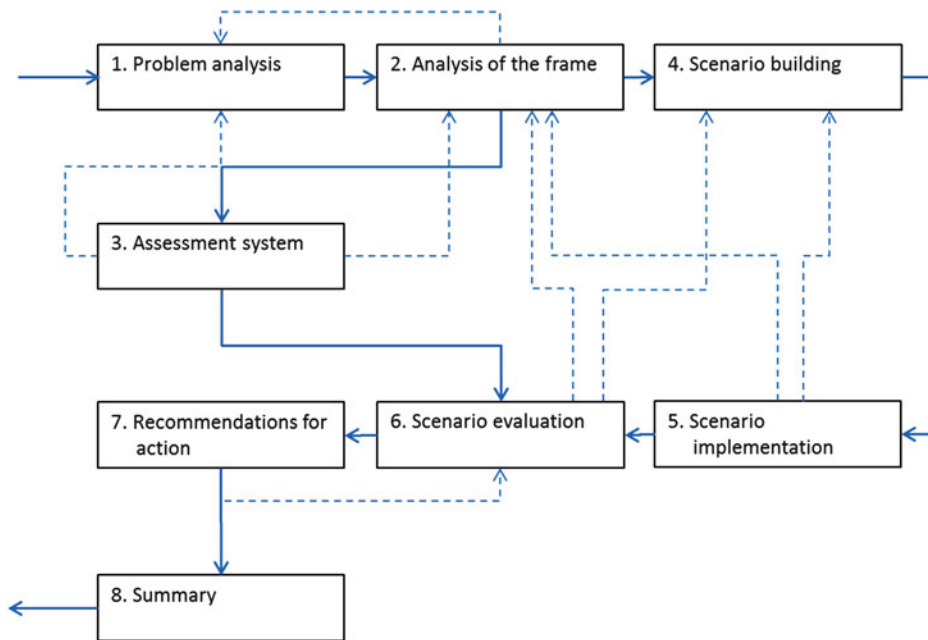 1. Problem analysis
2. Analysis of the frame
4. Scenario building
3. Assessment system
7. Recommendations for
action
6. Scenario evaluation
5. Scenario
implementation
8. Summary